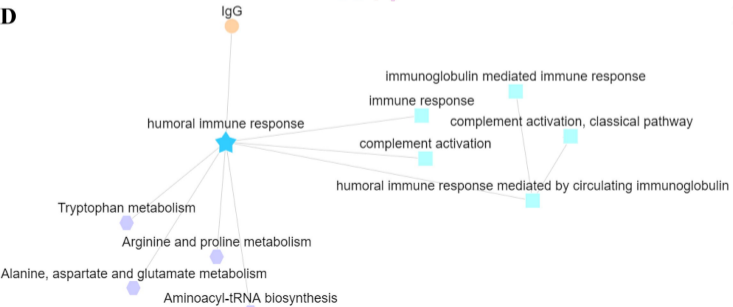 D
IgG
immunoglobulin mediated immune response
immune response
humoral immune response
complement activation, classical pathway
complement activation
humoral immune response mediated by circulating immunoglobulin
Tryptophan metabolism
Arginine and proline metabolism
Alanine, aspartate and glutamate metabolism
Aminoacyl-tRNA biosynthesis